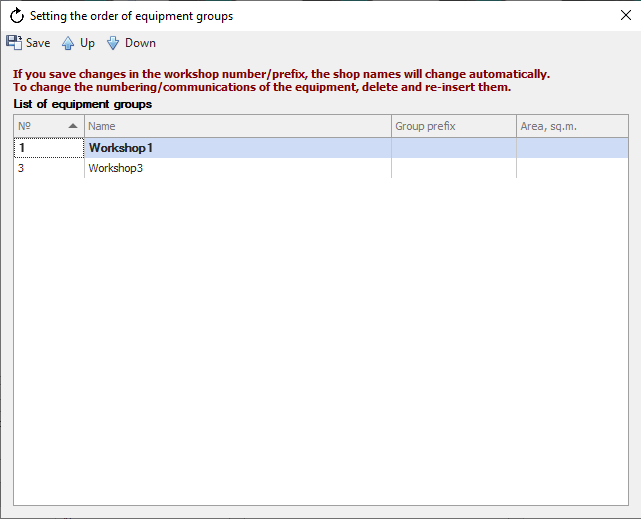 Setting the order of equipment groups
Save Up Down
If you save changes in the workshop number/prefix, the shop names will change automatically.
To change the numbering/communications of the equipment, delete and re-insert them.
List of equipment groups
№ Name Group prefix Area, sq.m.
1 Workshop1
3 Workshop3